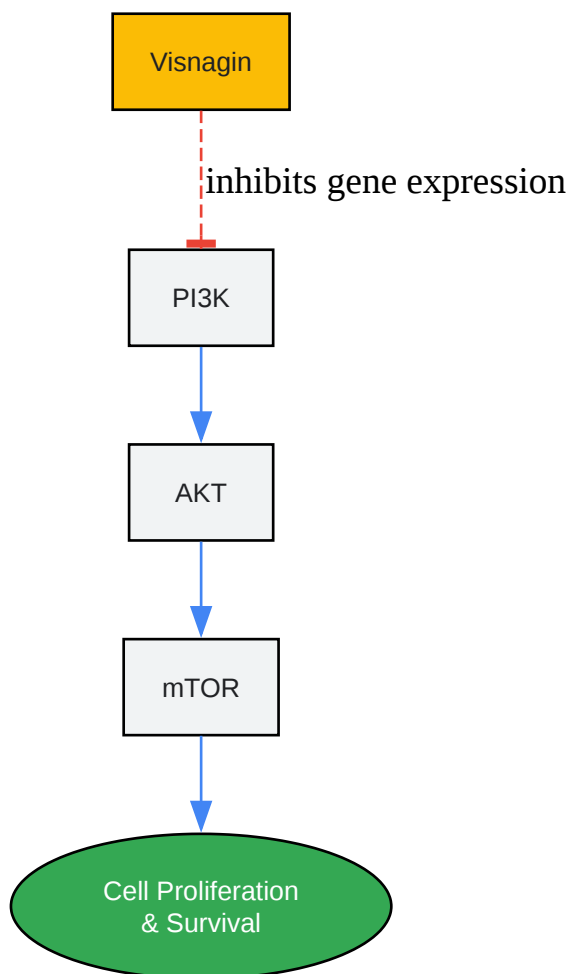 Visnagin
inhibits gene expression
PI3K
AKT
mTOR
Cell Proliferation
& Survival